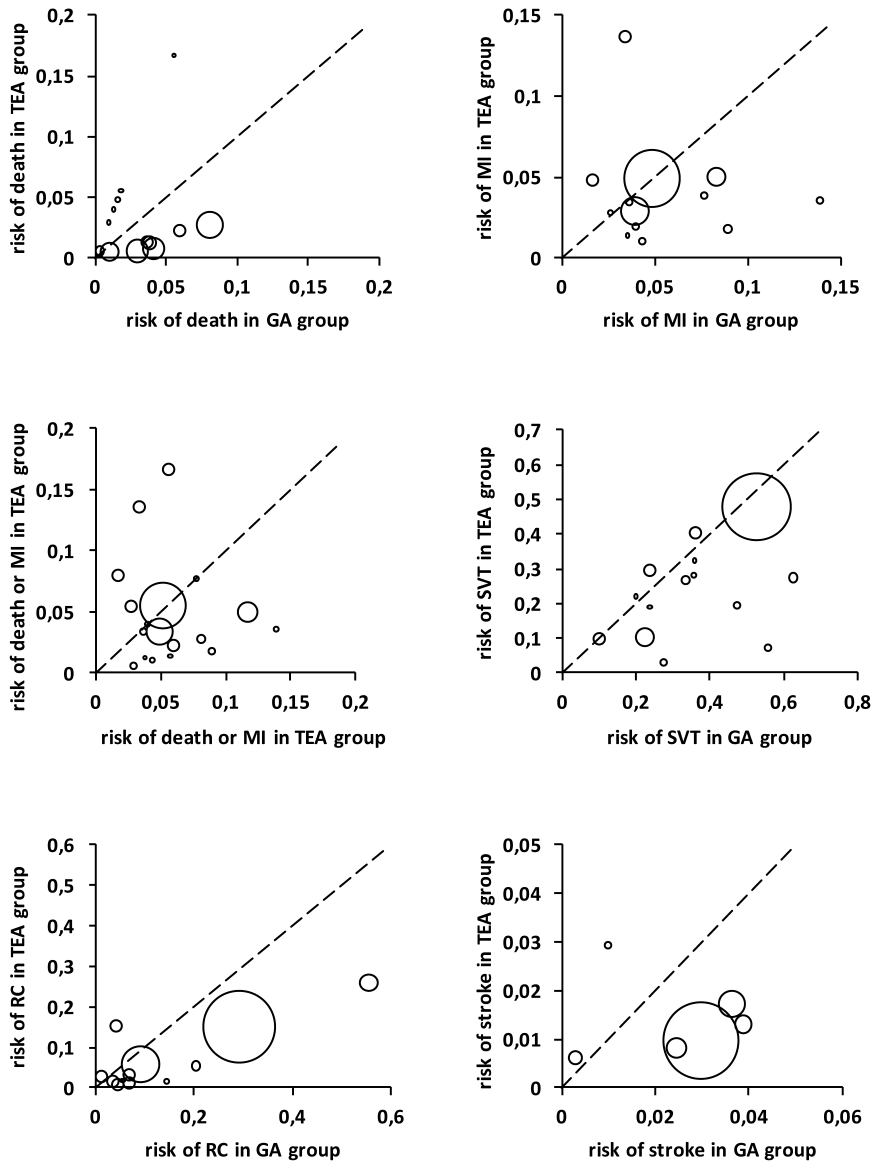 risk of death in TEA group
0,2
0,15
0,1
0,05
0
0 0,05 0,1 0,15 0,2
risk of death in GA group
risk of MI in TEA group
0,15
0,1
0,05
0
0 0,05 0,1 0,15
risk of MI in GA group
risk of death or MI in TEA group
0,2
0,15
0,1
0,05
0
0 0,05 0,1 0,15 0,2
risk of death or MI in TEA group
risk of SVT in TEA group
0,7
0,6
0,5
0,4
0,3
0,2
0,1
0
0 0,2 0,4 0,6 0,8
risk of SVT in GA group
risk of RC in TEA group
0,6
0,5
0,4
0,3
0,2
0,1
0
0 0,2 0,4 0,6
risk of RC in GA group
risk of stroke in TEA group
0,05
0,04
0,03
0,02
0,01
0
0 0,02 0,04 0,06
risk of stroke in GA group